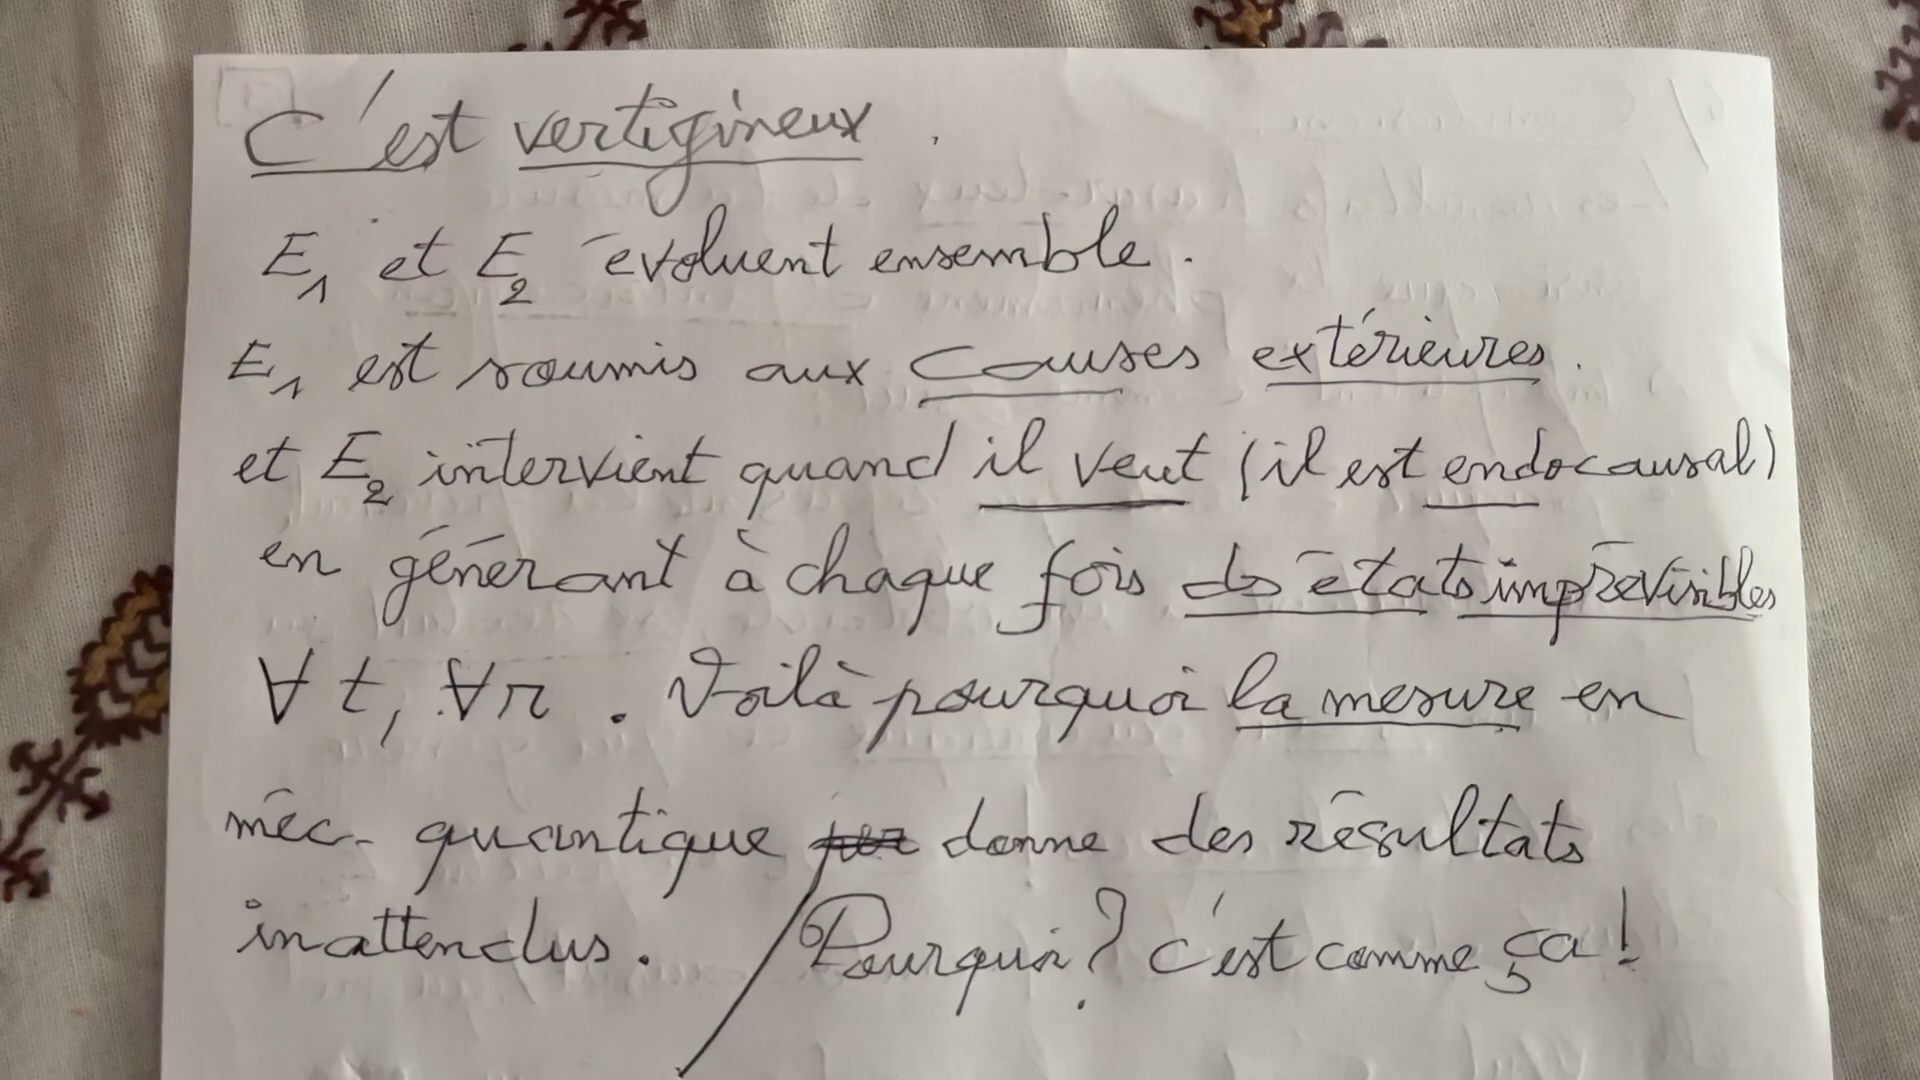 C'est vertigineux.
E1 et E2 évoluent ensemble.
E1 est soumis aux causes extérieures.
et E2 intervient quand il veut (il est endocausal)
en générant à chaque fois des états imprévisibles
∀ t, ∀ r. Voilà pourquoi la mesure en
méc. quantique donne des résultats
inattendus. / Pourquoi? c'est comme ça!